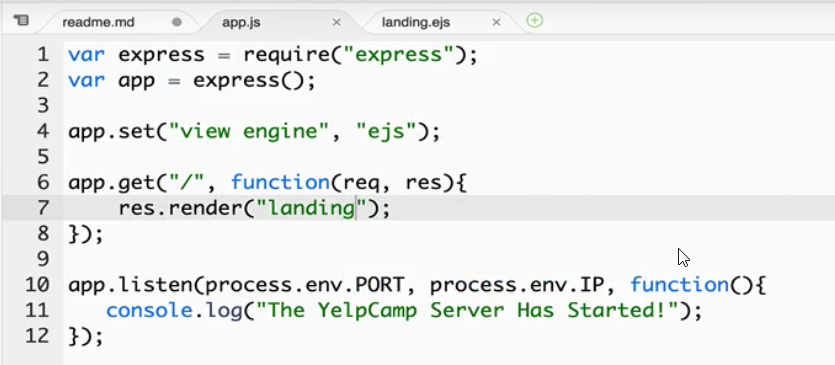 readme.md app.js landing.ejs
1 var express = require("express");
2 var app = express();
3
4 app.set("view engine", "ejs");
5
6 app.get("/", function(req, res){
7     res.render("landing");
8 });
9
10 app.listen(process.env.PORT, process.env.IP, function(){
11    console.log("The YelpCamp Server Has Started!");
12 });